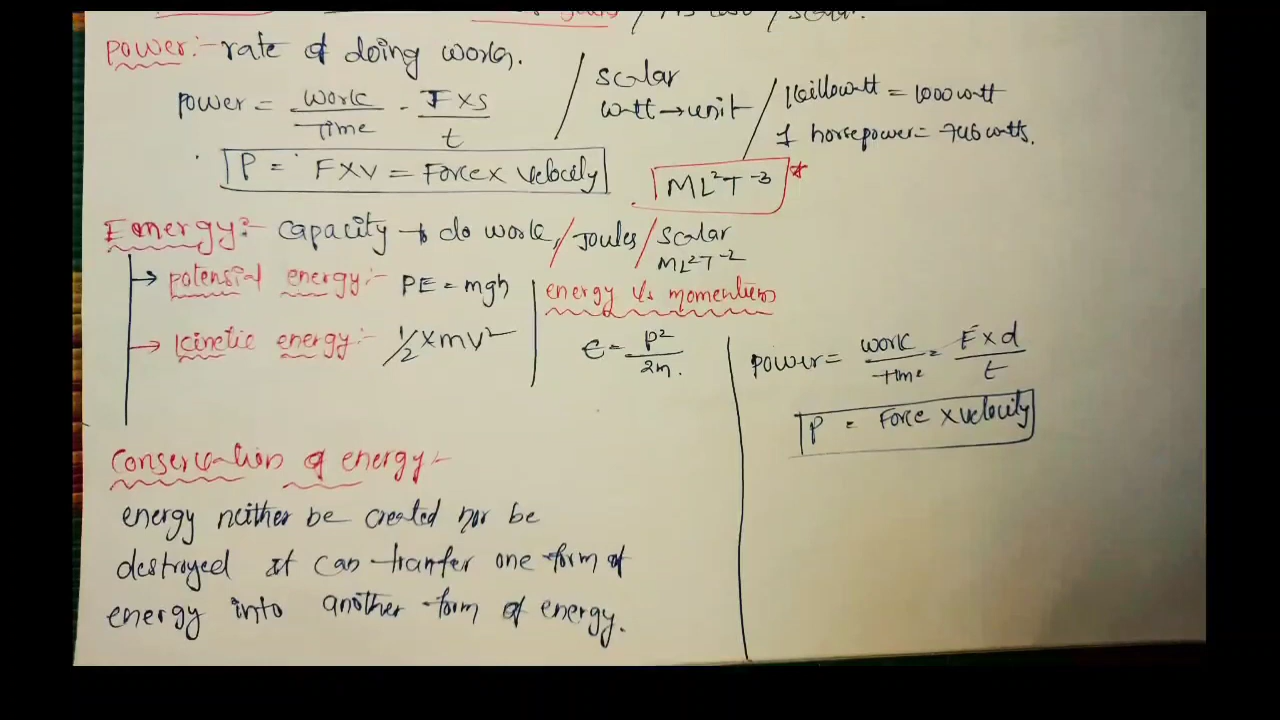 power:- rate of doing work.
power = work/Time = F×s/t
scalar
watt → unit
1 killowatt = 1000 watt
1 horsepower = 746 watts.
P = F×V = Force × velocity
ML²T⁻³ *
Energy:- capacity to do work / Joules / scalar
ML²T⁻²
→ potensial energy:- PE = mgh
→ kinetic energy:- 1/2 × mv²
energy v/s momentum
e = p²/2m.
power = work/Time = F×d/t
P = Force × velocity
Conservation of energy:-
energy neither be created nor be
destroyed it can tranfer one form of
energy into another form of energy.